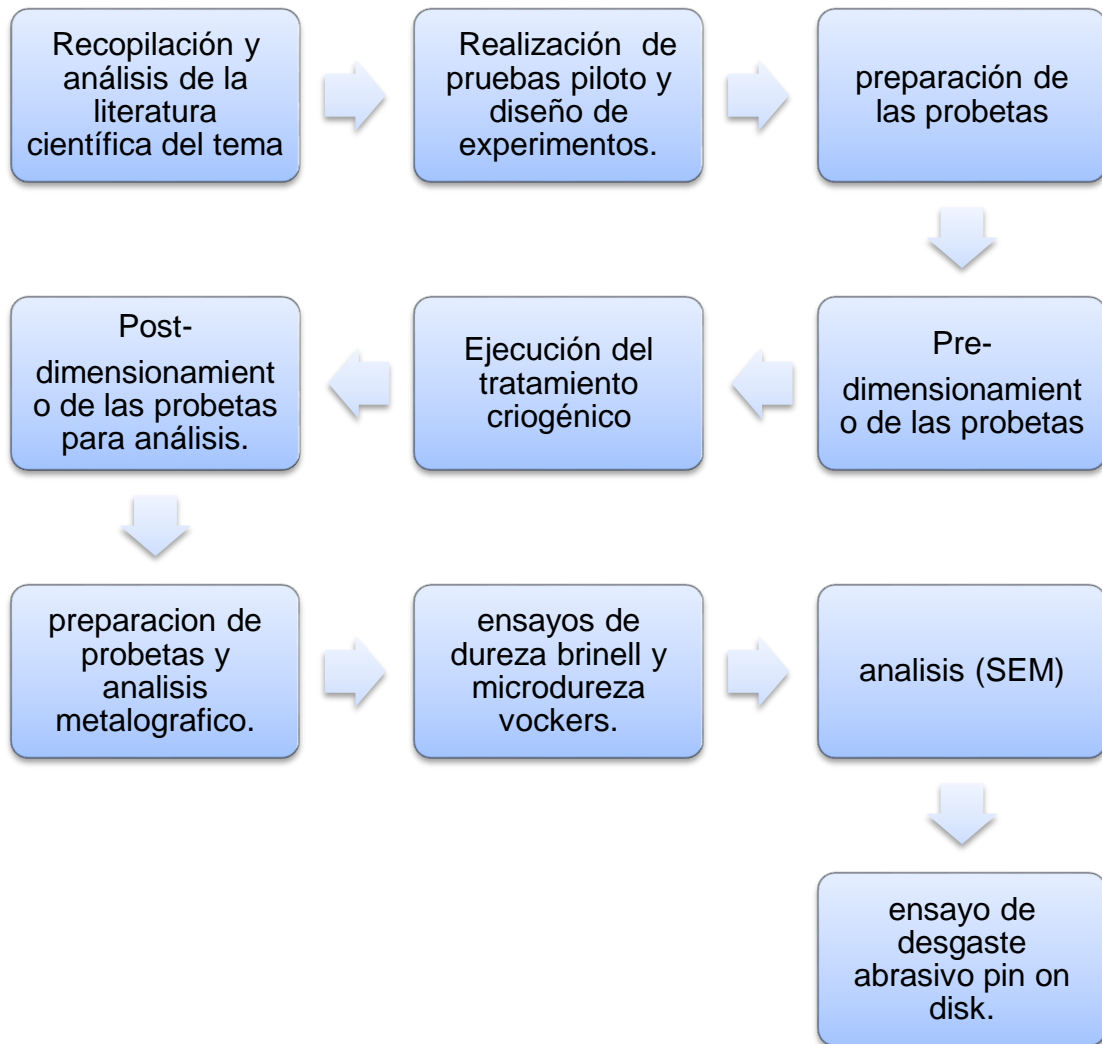 Recopilación y
análisis de la
literatura
científica del tema
Realización de
pruebas piloto y
diseño de
experimentos.
preparación de
las probetas
Pre-
dimensionamient
o de las probetas
Ejecución del
tratamiento
criogénico
Post-
dimensionamient
o de las probetas
para análisis.
preparacion de
probetas y
analisis
metalografico.
ensayos de
dureza brinell y
microdureza
vockers.
analisis (SEM)
ensayo de
desgaste
abrasivo pin on
disk.